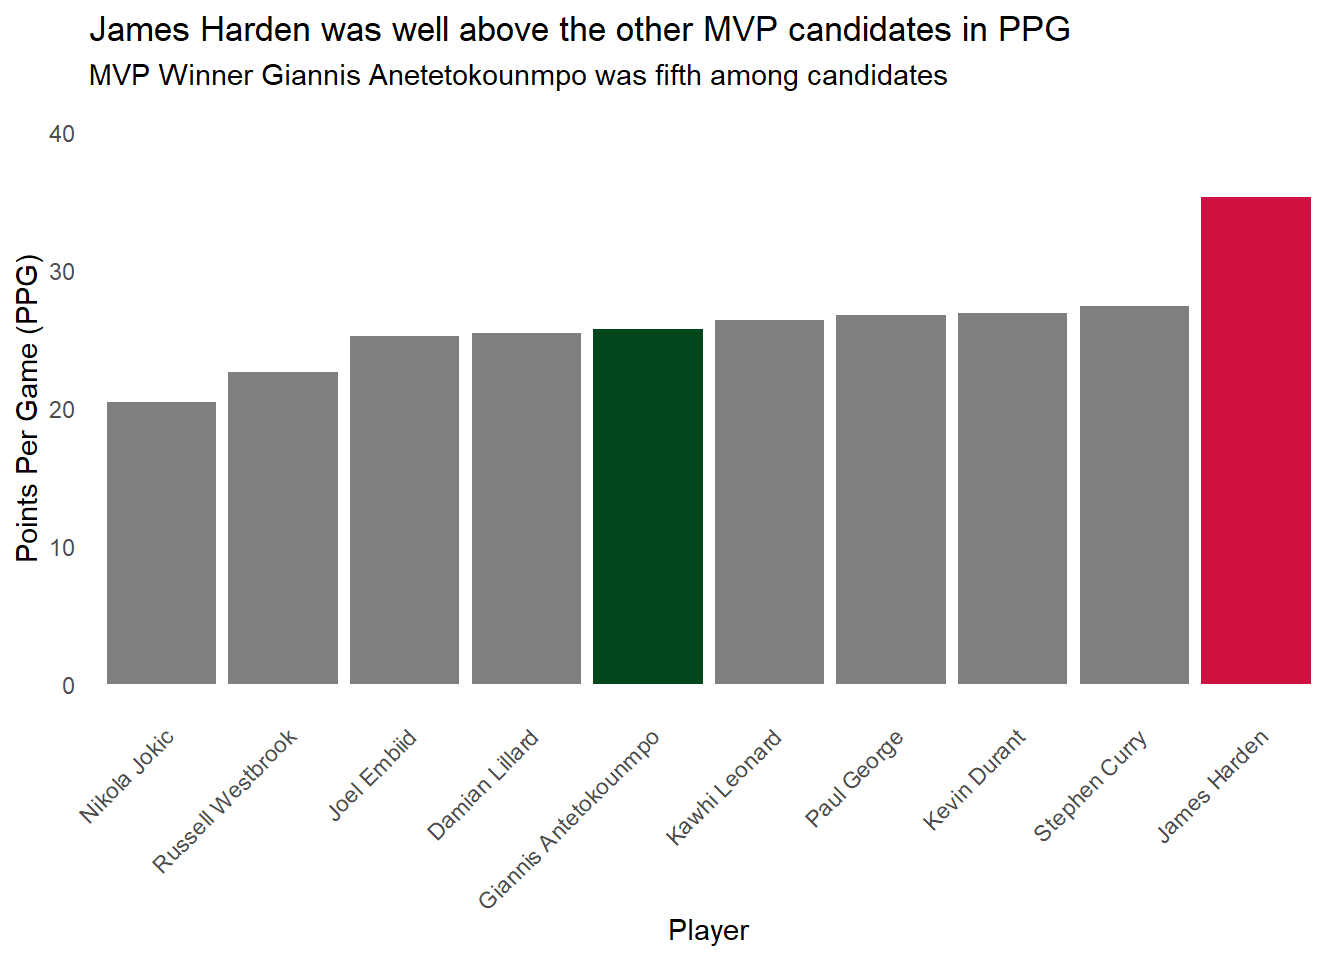 James Harden was well above the other MVP candidates in PPG
MVP Winner Giannis Anetetokounmpo was fifth among candidates
Points Per Game (PPG)
40
30
20
10
0
Nikola Jokic
Russell Westbrook
Joel Embiid
Damian Lillard
Giannis Antetokounmpo
Kawhi Leonard
Paul George
Kevin Durant
Stephen Curry
James Harden
Player